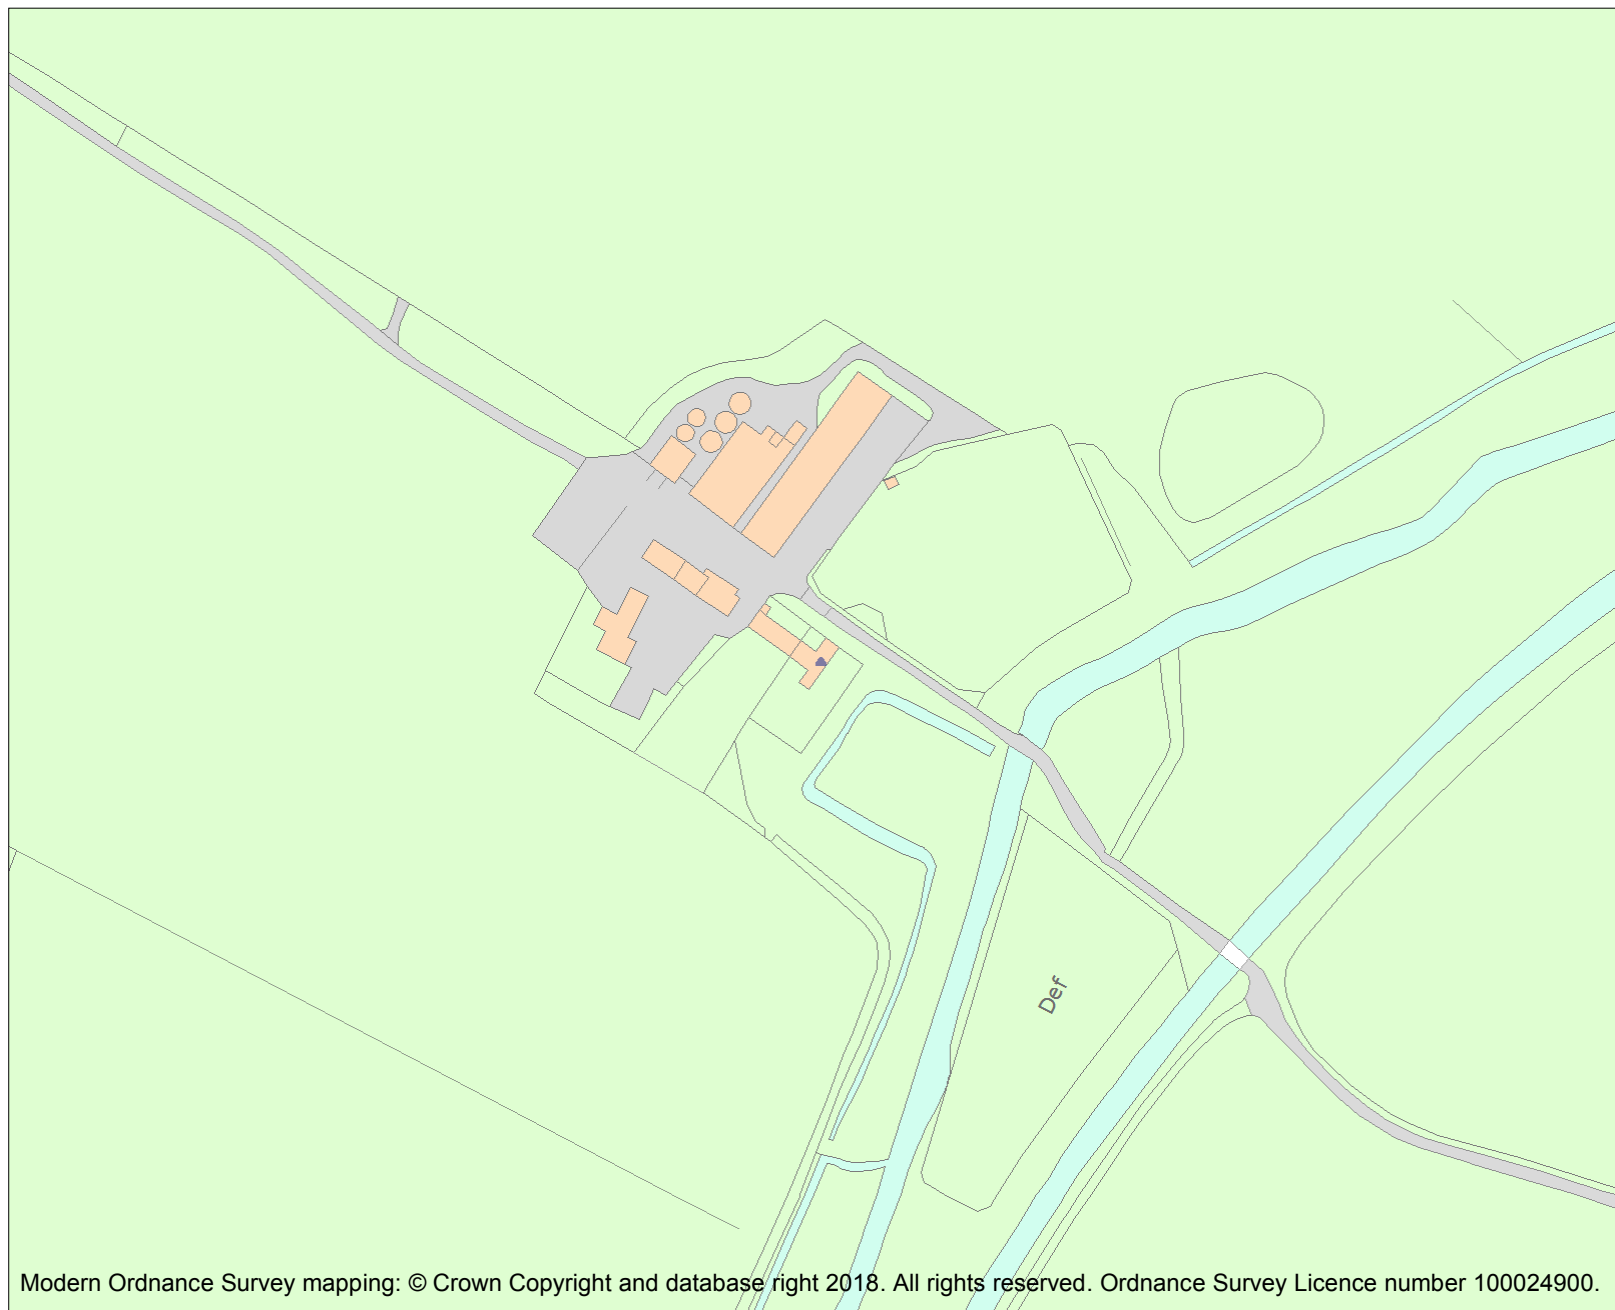 Def
Modern Ordnance Survey mapping: © Crown Copyright and database right 2018. All rights reserved. Ordnance Survey Licence number 100024900.